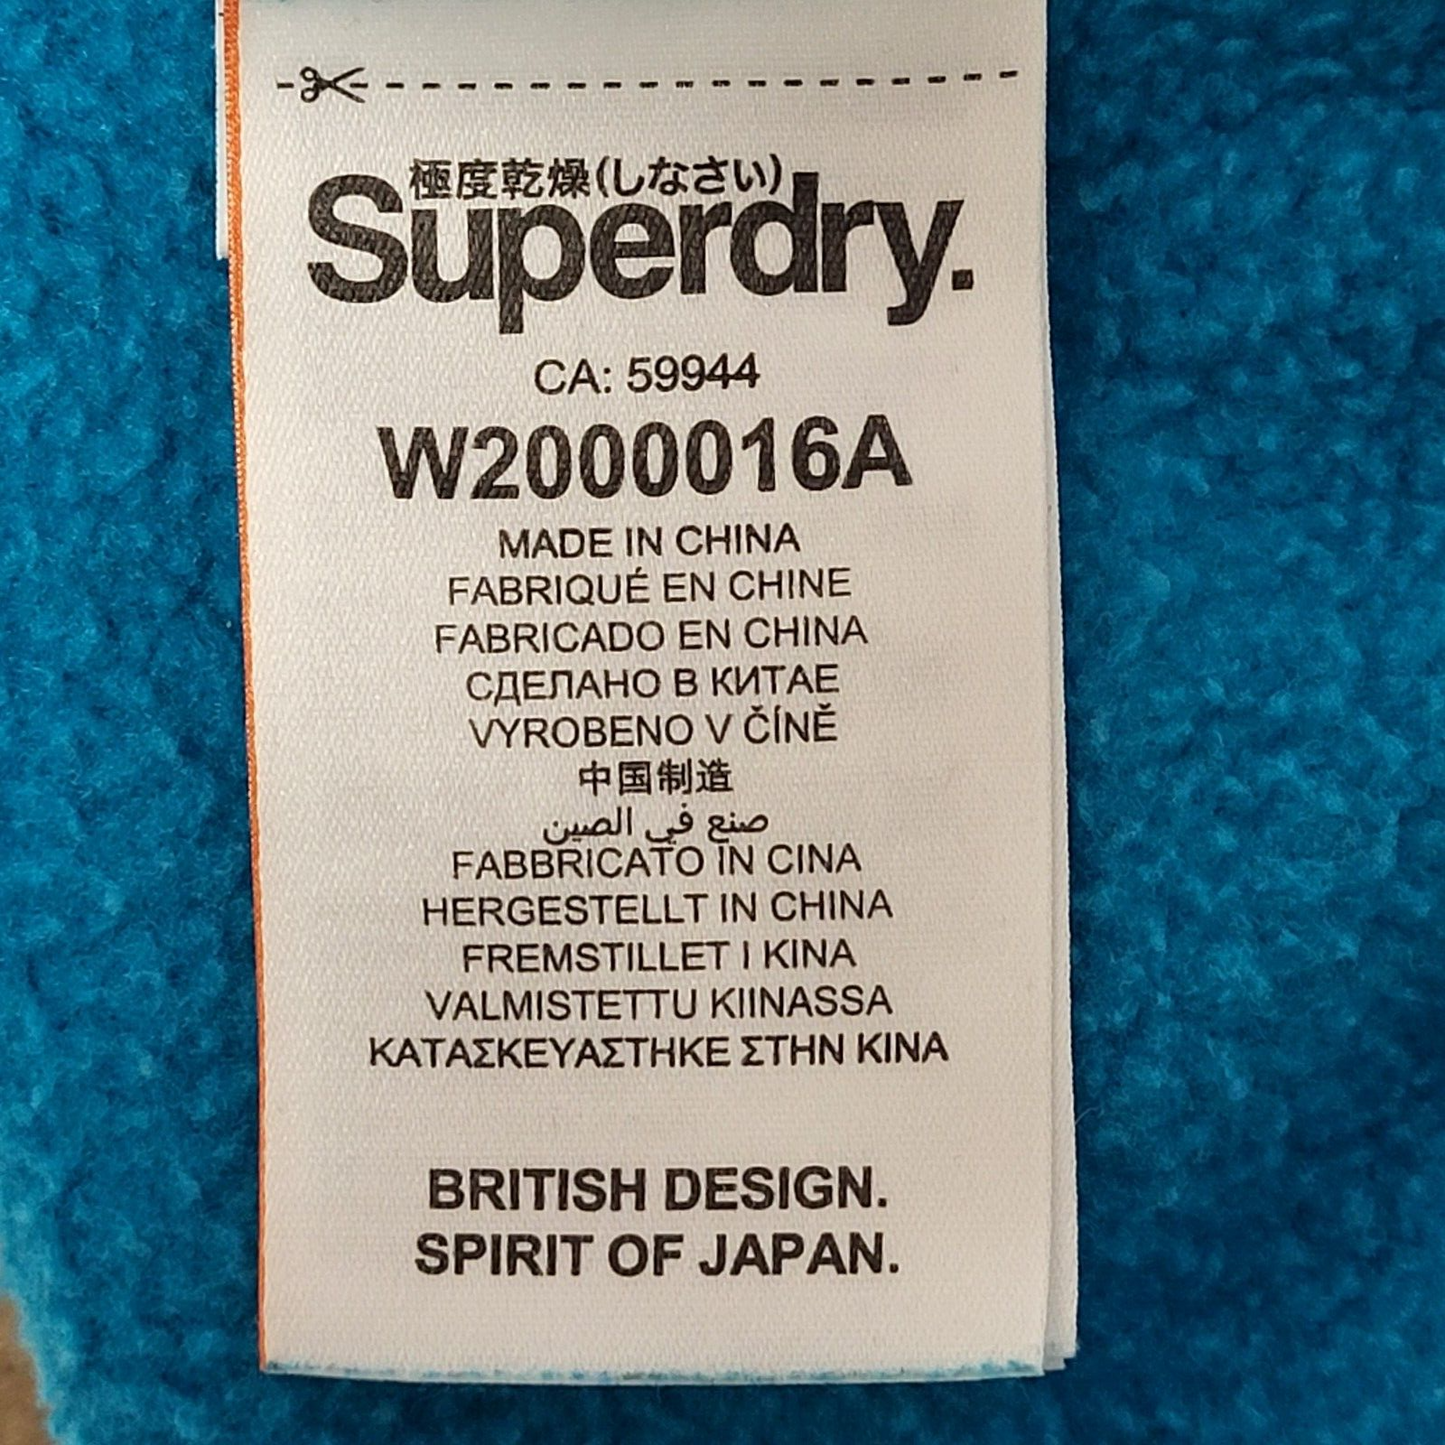 極度乾燥(しなさい)
Superdry.
CA: 59944
W2000016A
MADE IN CHINA
FABRIQUÉ EN CHINE
FABRICADO EN CHINA
СДЕЛАНО В КИТАЕ
VYROBENO V ČÍNĚ
中国制造
صنع في الصين
FABBRICATO IN CINA
HERGESTELLT IN CHINA
FREMSTILLET I KINA
VALMISTETTU KIINASSA
ΚΑΤΑΣΚΕΥΑΣΤΗΚΕ ΣΤΗΝ ΚΙΝΑ
BRITISH DESIGN.
SPIRIT OF JAPAN.